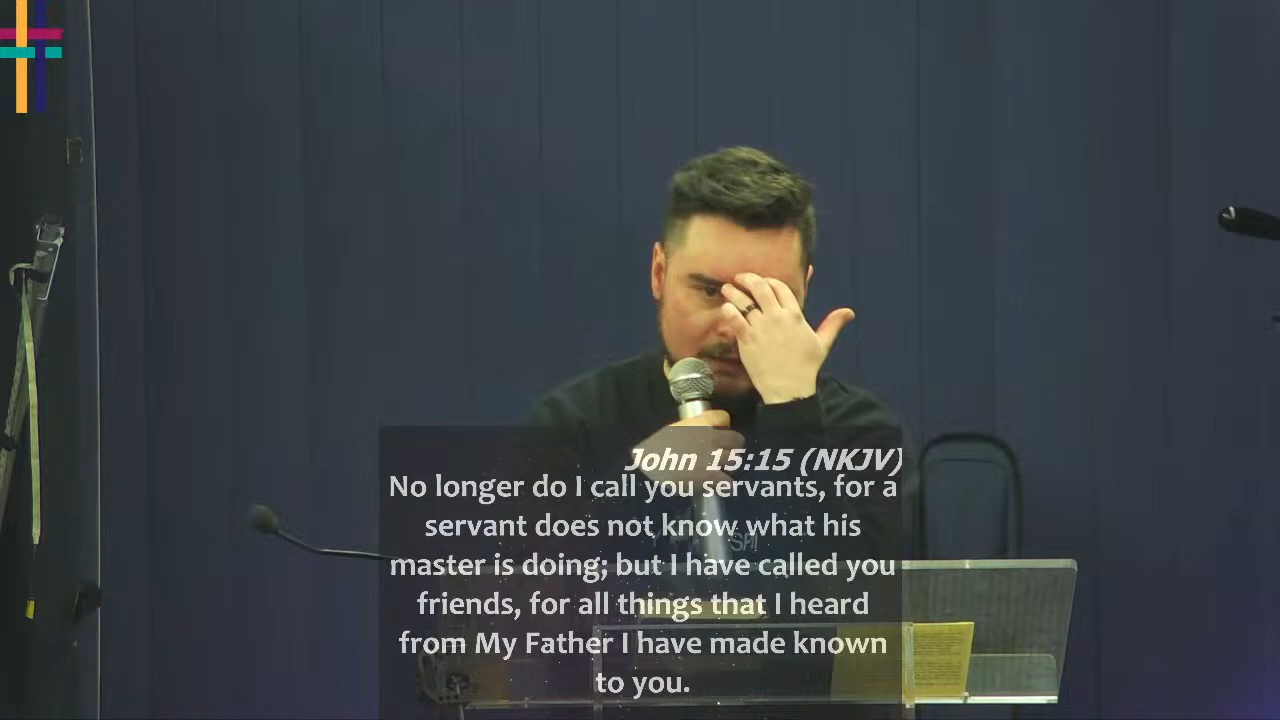 John 15:15 (NKJV)
No longer do I call you servants, for a
servant does not know what his
master is doing; but I have called you
friends, for all things that I heard
from My Father I have made known
to you.